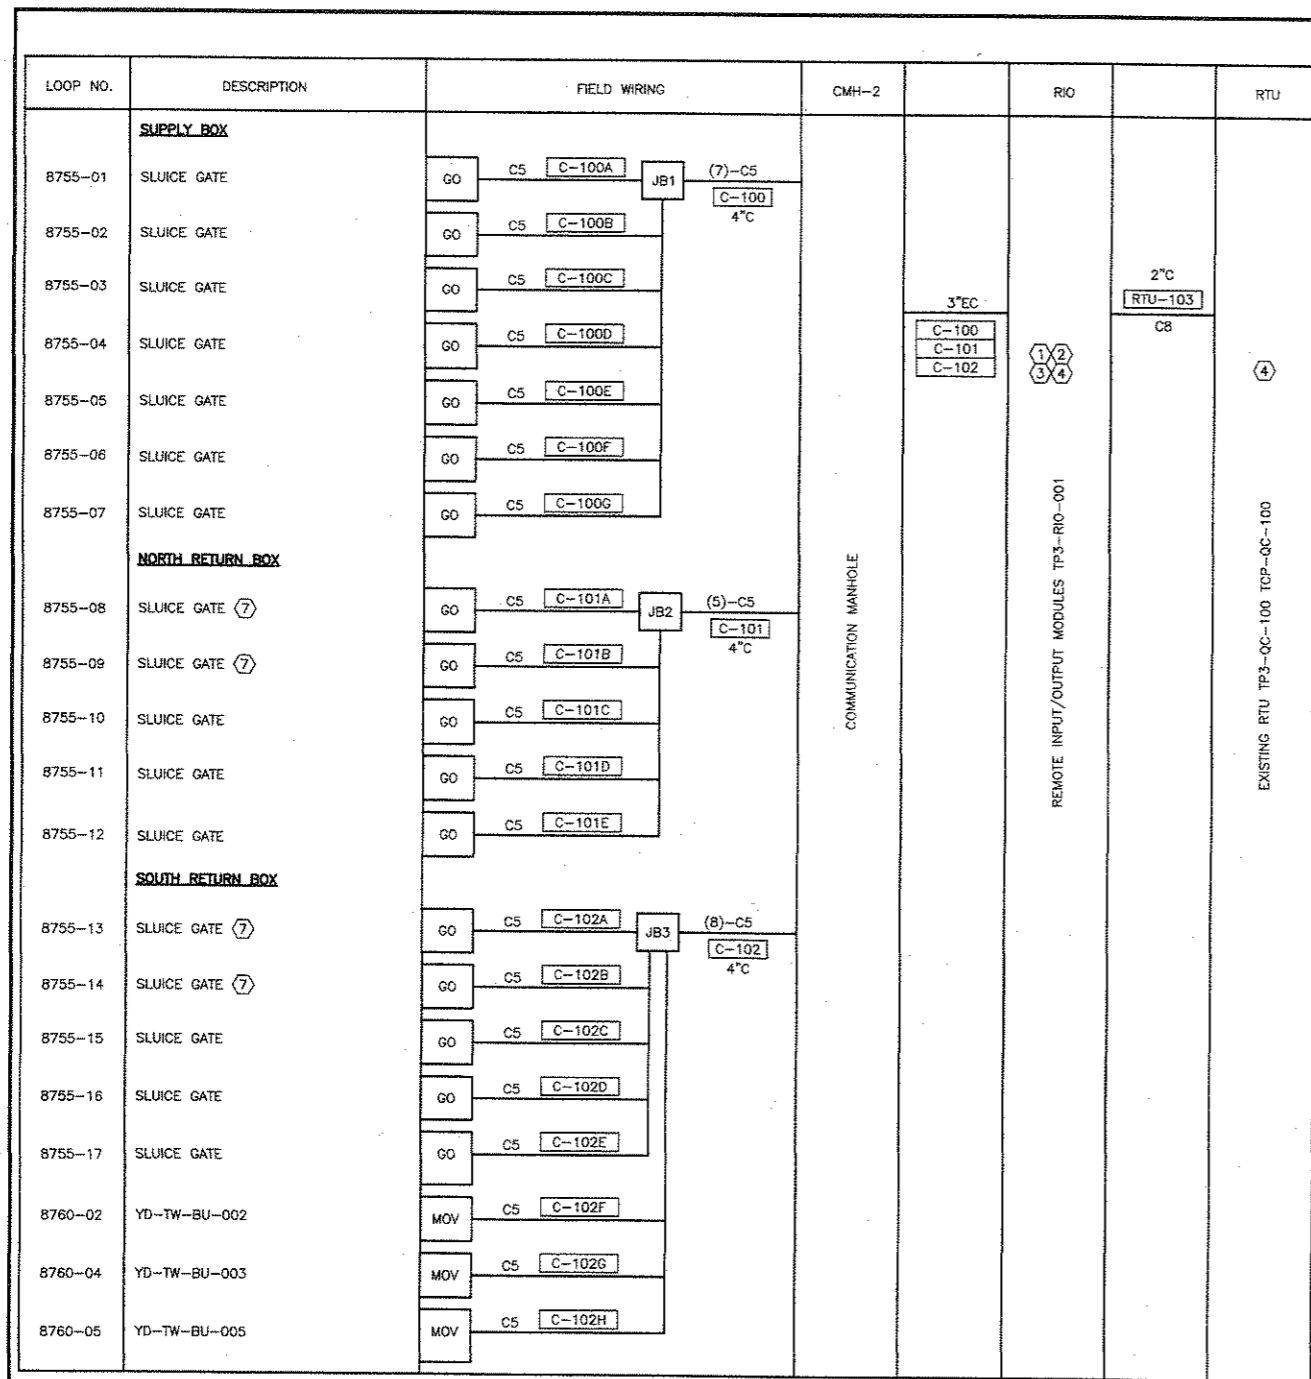 LOOP NO. DESCRIPTION FIELD WIRING CMH-2 RIO RTU
SUPPLY BOX
8755-01 SLUICE GATE GO C5 C-100A JB1 (7)-C5
C-100
4"C
8755-02 SLUICE GATE GO C5 C-100B
8755-03 SLUICE GATE GO C5 C-100C
2"C
RTU-103
C8
3"EC
C-100
C-101
C-102
1 2
3 4
4
8755-04 SLUICE GATE GO C5 C-100D
8755-05 SLUICE GATE GO C5 C-100E
8755-06 SLUICE GATE GO C5 C-100F
8755-07 SLUICE GATE GO C5 C-100G
NORTH RETURN BOX
8755-08 SLUICE GATE 7 GO C5 C-101A JB2 (5)-C5
C-101
4"C
8755-09 SLUICE GATE 7 GO C5 C-101B
8755-10 SLUICE GATE GO C5 C-101C
8755-11 SLUICE GATE GO C5 C-101D
8755-12 SLUICE GATE GO C5 C-101E
COMMUNICATION MANHOLE
REMOTE INPUT/OUTPUT MODULES TP3-RIO-001
EXISTING RTU TP3-QC-100 TCP-QC-100
SOUTH RETURN BOX
8755-13 SLUICE GATE 7 GO C5 C-102A JB3 (8)-C5
C-102
4"C
8755-14 SLUICE GATE 7 GO C5 C-102B
8755-15 SLUICE GATE GO C5 C-102C
8755-16 SLUICE GATE GO C5 C-102D
8755-17 SLUICE GATE GO C5 C-102E
8760-02 YD-TW-BU-002 MOV C5 C-102F
8760-04 YD-TW-BU-003 MOV C5 C-102G
8760-05 YD-TW-BU-005 MOV C5 C-102H